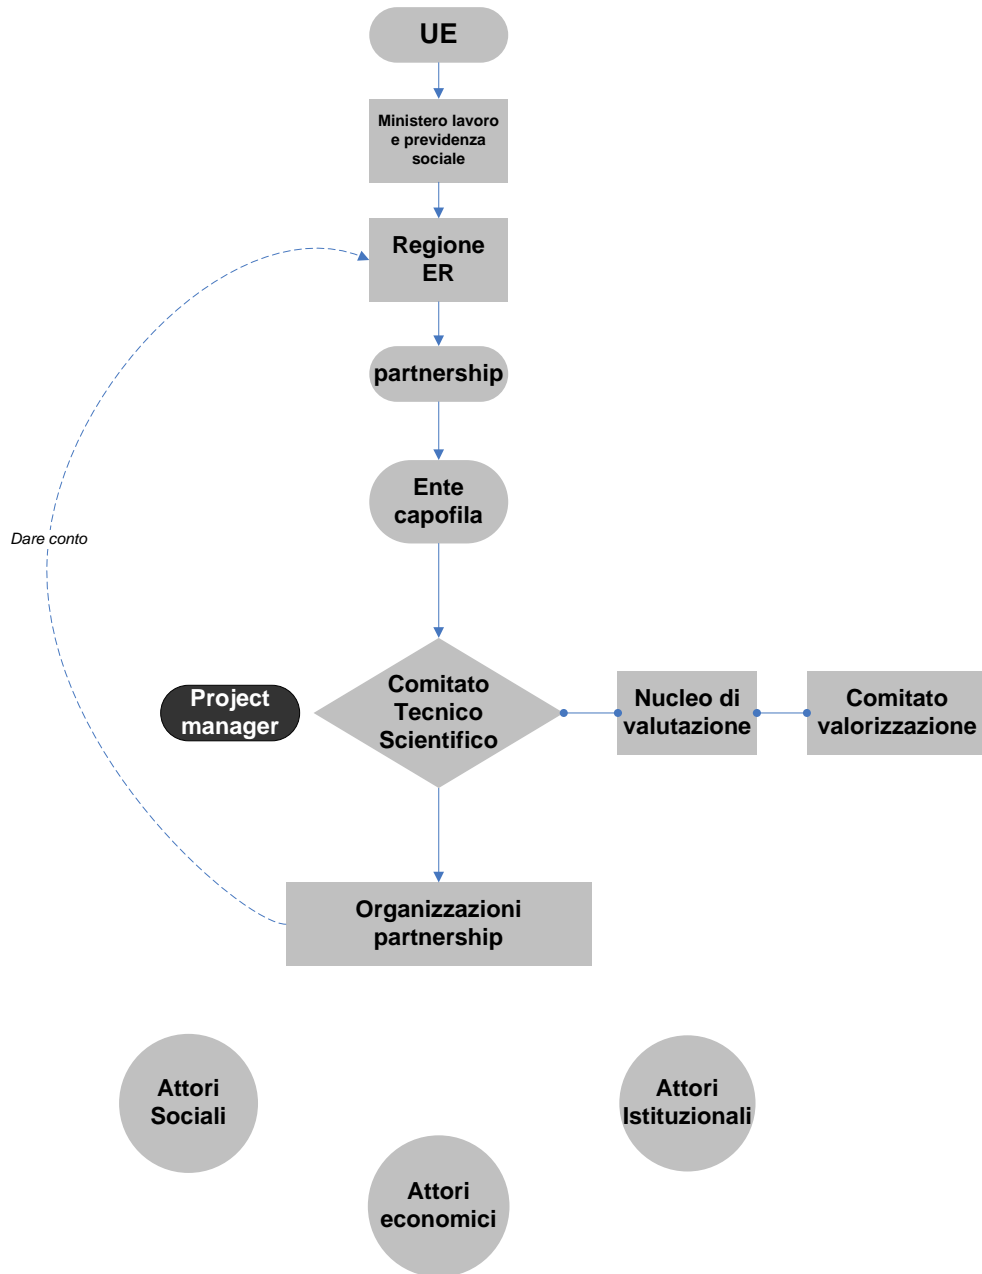 UE
Ministero lavoro
e previdenza
sociale
Regione
ER
partnership
Ente
capofila
Dare conto
Project
manager
Comitato
Tecnico
Scientifico
Nucleo di
valutazione
Comitato
valorizzazione
Organizzazioni
partnership
Attori
Sociali
Attori
Istituzionali
Attori
economici